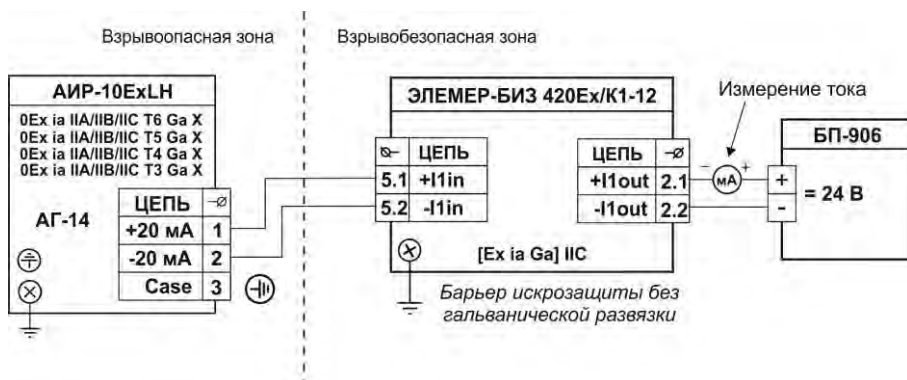 Взрывоопасная зона
Взрывобезопасная зона
АИР-10ExLH
0Ex ia IIA/IIB/IIC T6 Ga X
0Ex ia IIA/IIB/IIC T5 Ga X
0Ex ia IIA/IIB/IIC T4 Ga X
0Ex ia IIA/IIB/IIC T3 Ga X
АГ-14
ЦЕПЬ
+20 мА 1
-20 мА 2
Case 3
ЭЛЕМЕР-БИЗ 420Ex/К1-12
ЦЕПЬ
5.1 +I1in
5.2 -I1in
ЦЕПЬ
+I1out 2.1
-I1out 2.2
[Ex ia Ga] IIC
Барьер искрозащиты без
гальванической развязки
Измерение тока
- +
мА
БП-906
+
-
= 24 В